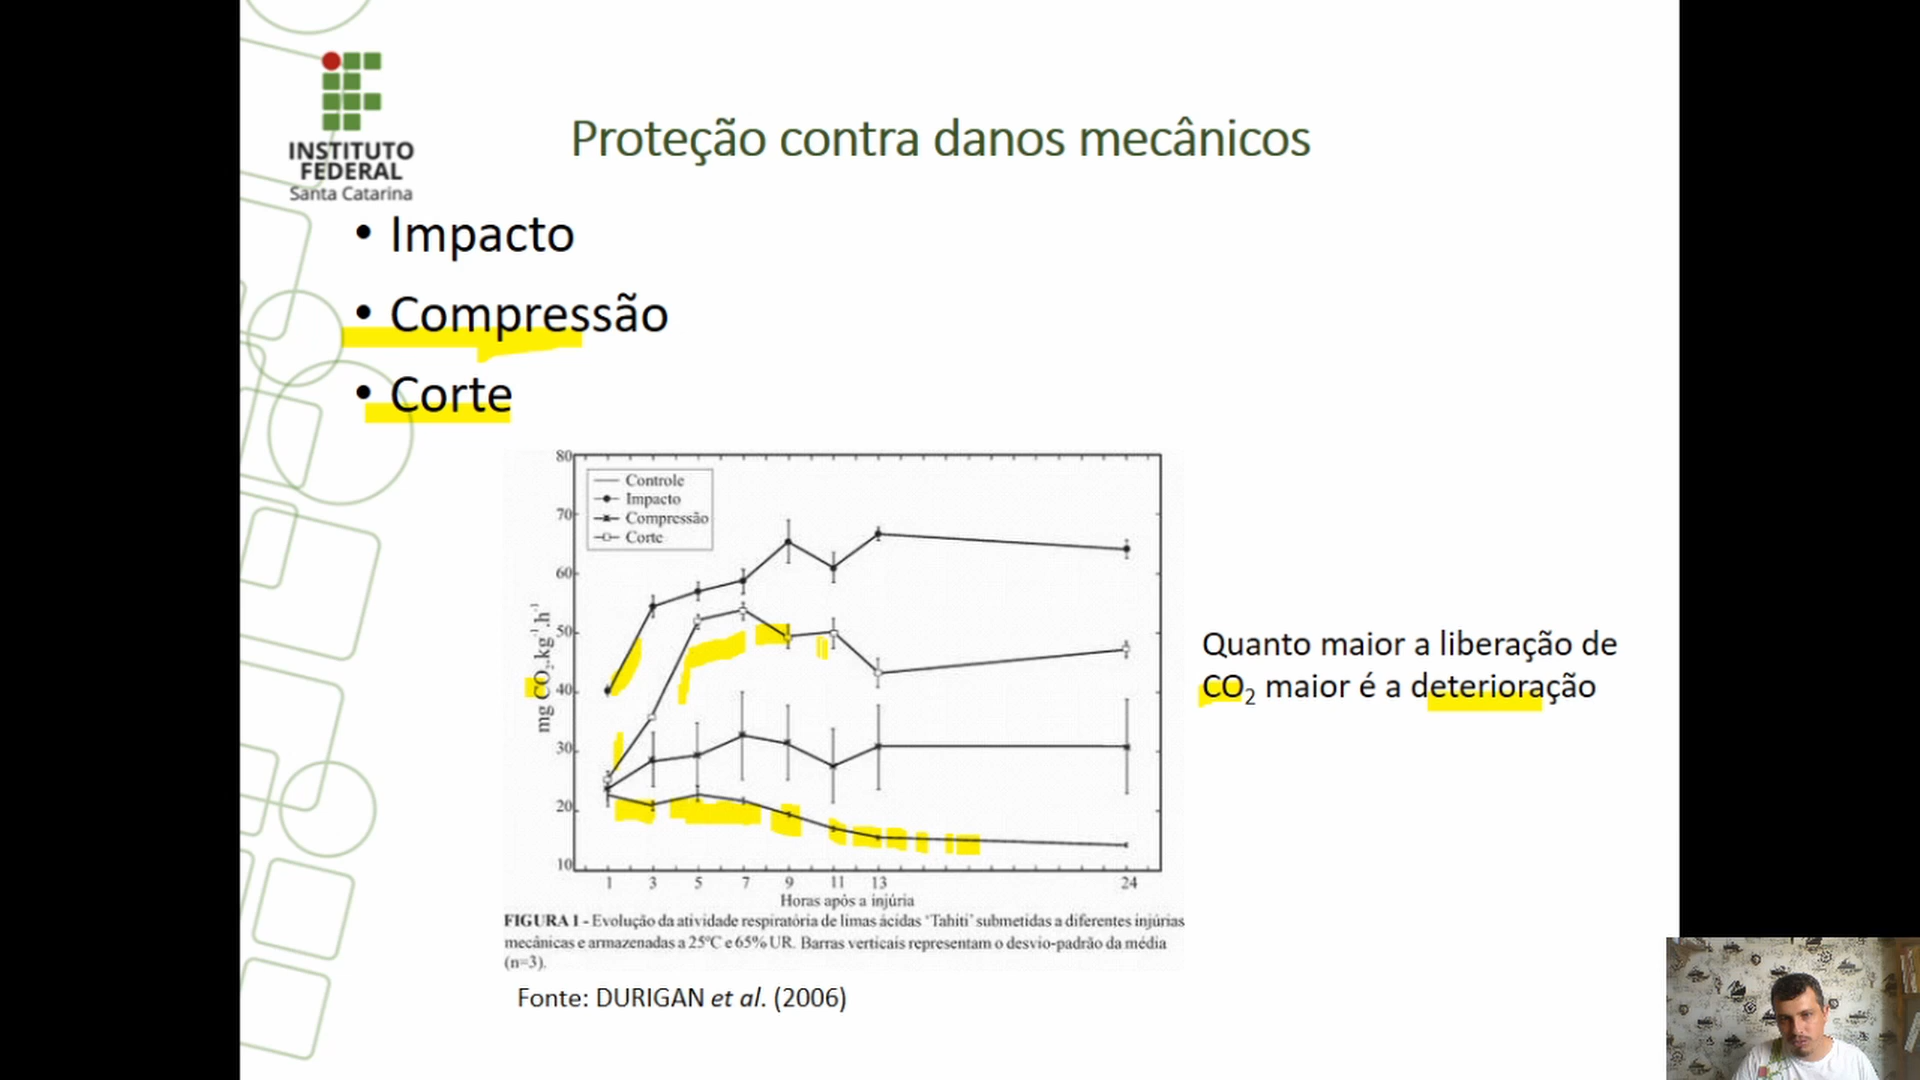 INSTITUTO
FEDERAL
Santa Catarina
Proteção contra danos mecânicos
• Impacto
• Compressão
• Corte
80
70
60
50
40
30
20
10
mg CO₂.kg⁻¹.h⁻¹
Controle
Impacto
Compressão
Corte
1 3 5 7 9 11 13 24
Horas após a injúria
FIGURA 1 - Evolução da atividade respiratória de limas ácidas 'Tahiti' submetidas a diferentes injúrias
mecânicas e armazenadas a 25ºC e 65% UR. Barras verticais representam o desvio-padrão da média
(n=3).
Fonte: DURIGAN et al. (2006)
Quanto maior a liberação de
CO₂ maior é a deterioração